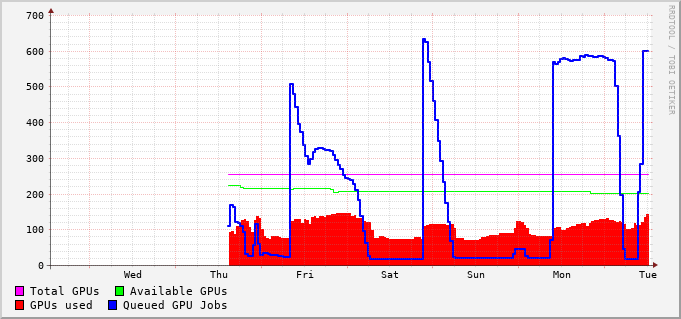 700
600
500
400
300
200
100
0
Wed Thu Fri Sat Sun Mon Tue
Total GPUs Available GPUs
GPUs used Queued GPU Jobs
RRDTOOL / TOBI OETIKER